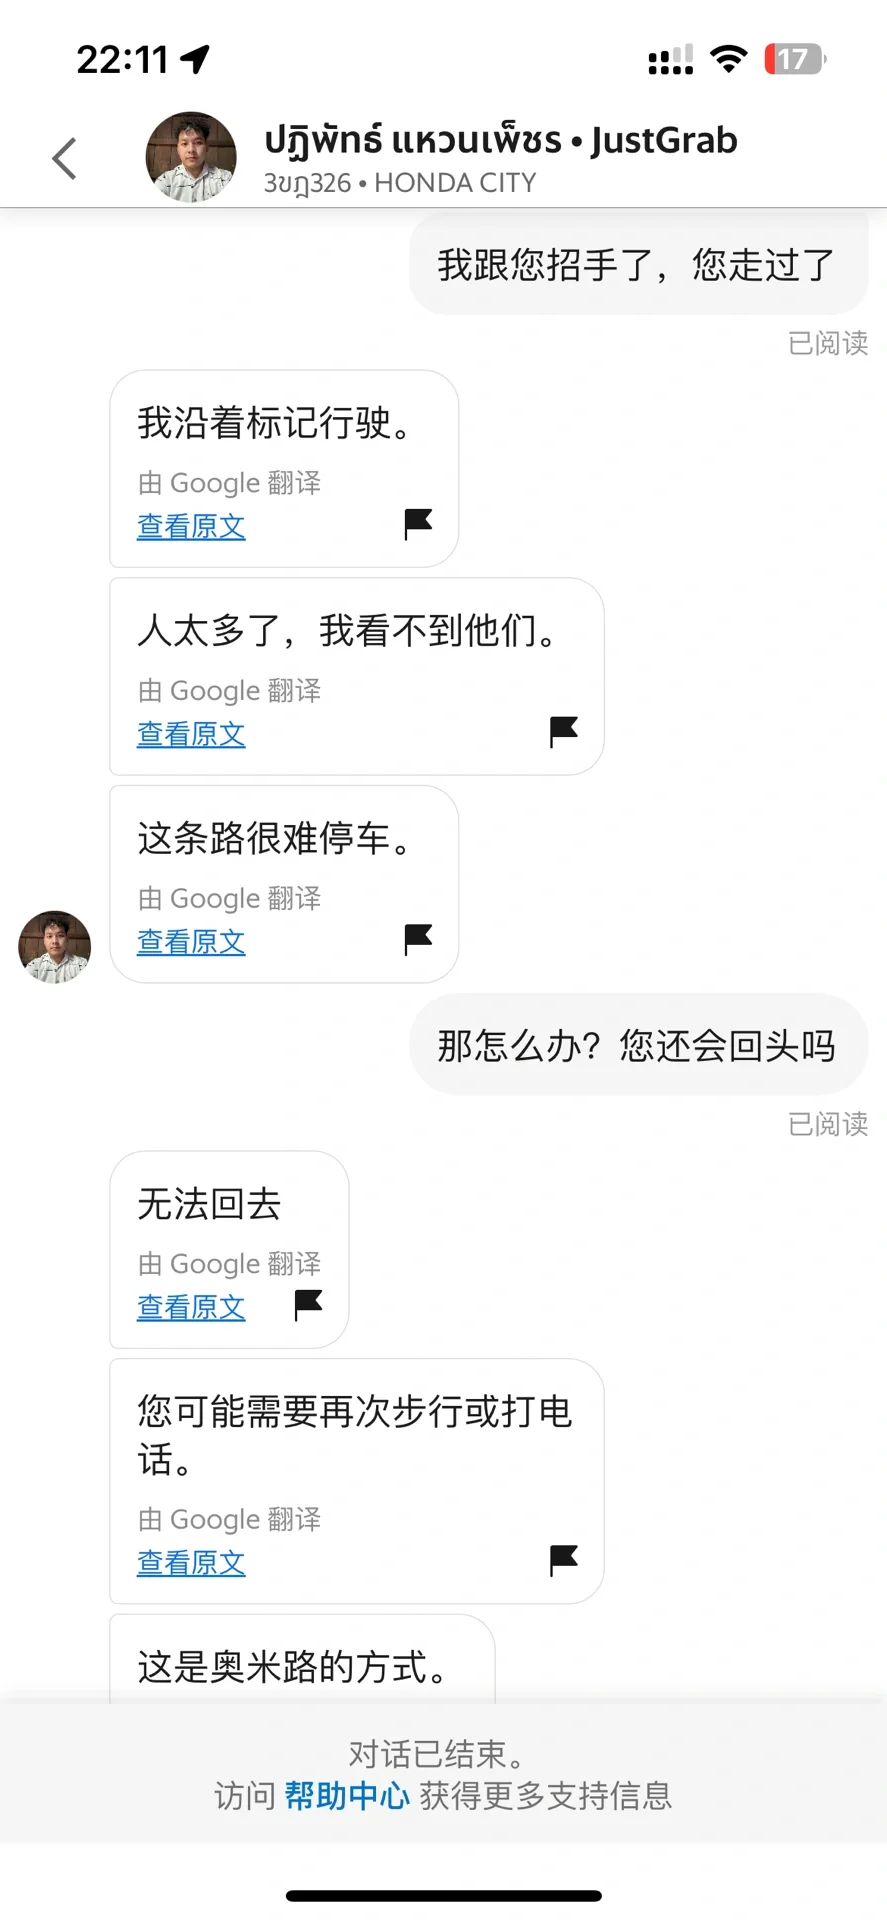 22:11
17
ปฏิพัทธ์ แหวนเพ็ชร • JustGrab
3ขฎ326 • HONDA CITY
我跟您招手了，您走过了
已阅读
我沿着标记行驶。
由 Google 翻译
查看原文
人太多了，我看不到他们。
由 Google 翻译
查看原文
这条路很难停车。
由 Google 翻译
查看原文
那怎么办？您还会回头吗
已阅读
无法回去
由 Google 翻译
查看原文
您可能需要再次步行或打电
话。
由 Google 翻译
查看原文
这是奥米路的方式。
对话已结束。
访问 帮助中心 获得更多支持信息